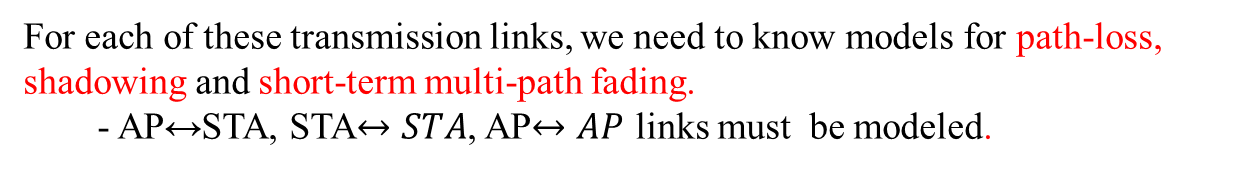 For each of these transmission links, we need to know models for path-loss,
shadowing and short-term multi-path fading.
- AP↔STA, STA↔ STA, AP↔ AP links must be modeled.